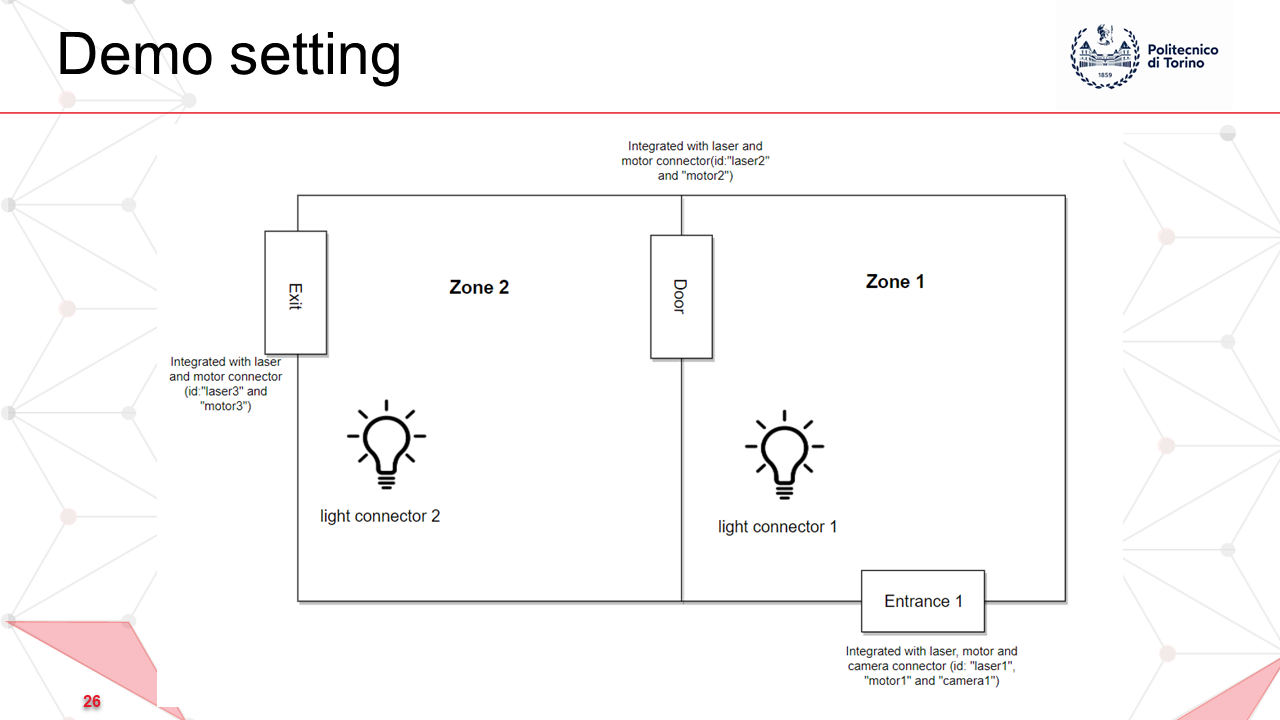 Demo setting
1859
Politecnico
di Torino
Integrated with laser and
motor connector(id:"laser2"
and "motor2")
Exit
Zone 2
Door
Zone 1
Integrated with laser
and motor connector
(id:"laser3" and
"motor3")
light connector 2
light connector 1
Entrance 1
Integrated with laser, motor and
camera connector (id: "laser1",
"motor1" and "camera1")
26